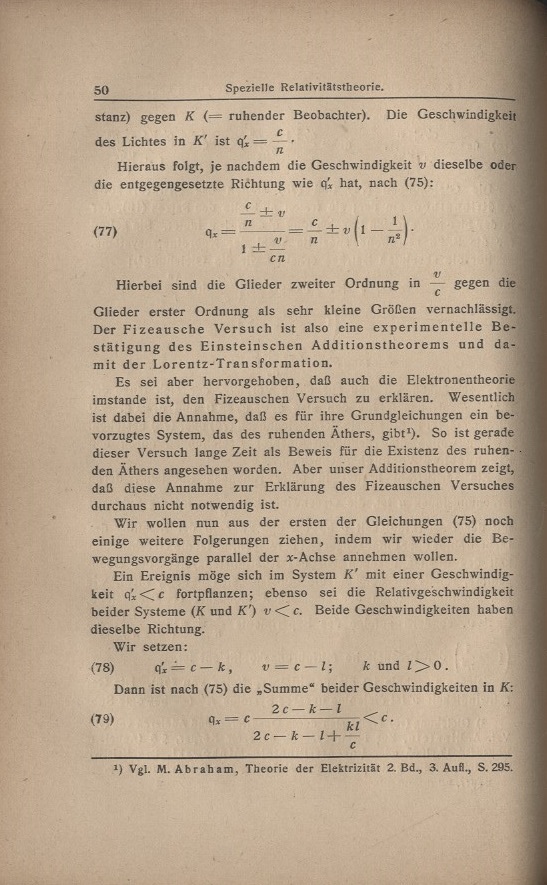 50 Spezielle Relativitätstheorie.
stanz) gegen K (= ruhender Beobachter). Die Geschwindigkeit
des Lichtes in K′ ist q′ₓ = c/n ·
Hieraus folgt, je nachdem die Geschwindigkeit v dieselbe oder
die entgegengesetzte Richtung wie q′ₓ hat, nach (75):
(77) qₓ = (c/n ± v)/(1 ± v/cn) = c/n ± v(1 − 1/n²)·
Hierbei sind die Glieder zweiter Ordnung in v/c gegen die
Glieder erster Ordnung als sehr kleine Größen vernachlässigt.
Der Fizeausche Versuch ist also eine experimentelle Be-
stätigung des Einsteinschen Additionstheorems und da-
mit der Lorentz-Transformation.
Es sei aber hervorgehoben, daß auch die Elektronentheorie
imstande ist, den Fizeauschen Versuch zu erklären. Wesentlich
ist dabei die Annahme, daß es für ihre Grundgleichungen ein be-
vorzugtes System, das des ruhenden Äthers, gibt¹). So ist gerade
dieser Versuch lange Zeit als Beweis für die Existenz des ruhen-
den Äthers angesehen worden. Aber unser Additionstheorem zeigt,
daß diese Annahme zur Erklärung des Fizeauschen Versuches
durchaus nicht notwendig ist.
Wir wollen nun aus der ersten der Gleichungen (75) noch
einige weitere Folgerungen ziehen, indem wir wieder die Be-
wegungsvorgänge parallel der x-Achse annehmen wollen.
Ein Ereignis möge sich im System K′ mit einer Geschwindig-
keit q′ₓ < c fortpflanzen; ebenso sei die Relativgeschwindigkeit
beider Systeme (K und K′) v < c. Beide Geschwindigkeiten haben
dieselbe Richtung.
Wir setzen:
(78) q′ₓ = c − k, v = c − l; k und l > 0.
Dann ist nach (75) die „Summe“ beider Geschwindigkeiten in K:
(79) qₓ = c (2c − k − l)/(2c − k − l + kl/c) < c.
¹) Vgl. M. Abraham, Theorie der Elektrizität 2. Bd., 3. Aufl., S. 295.